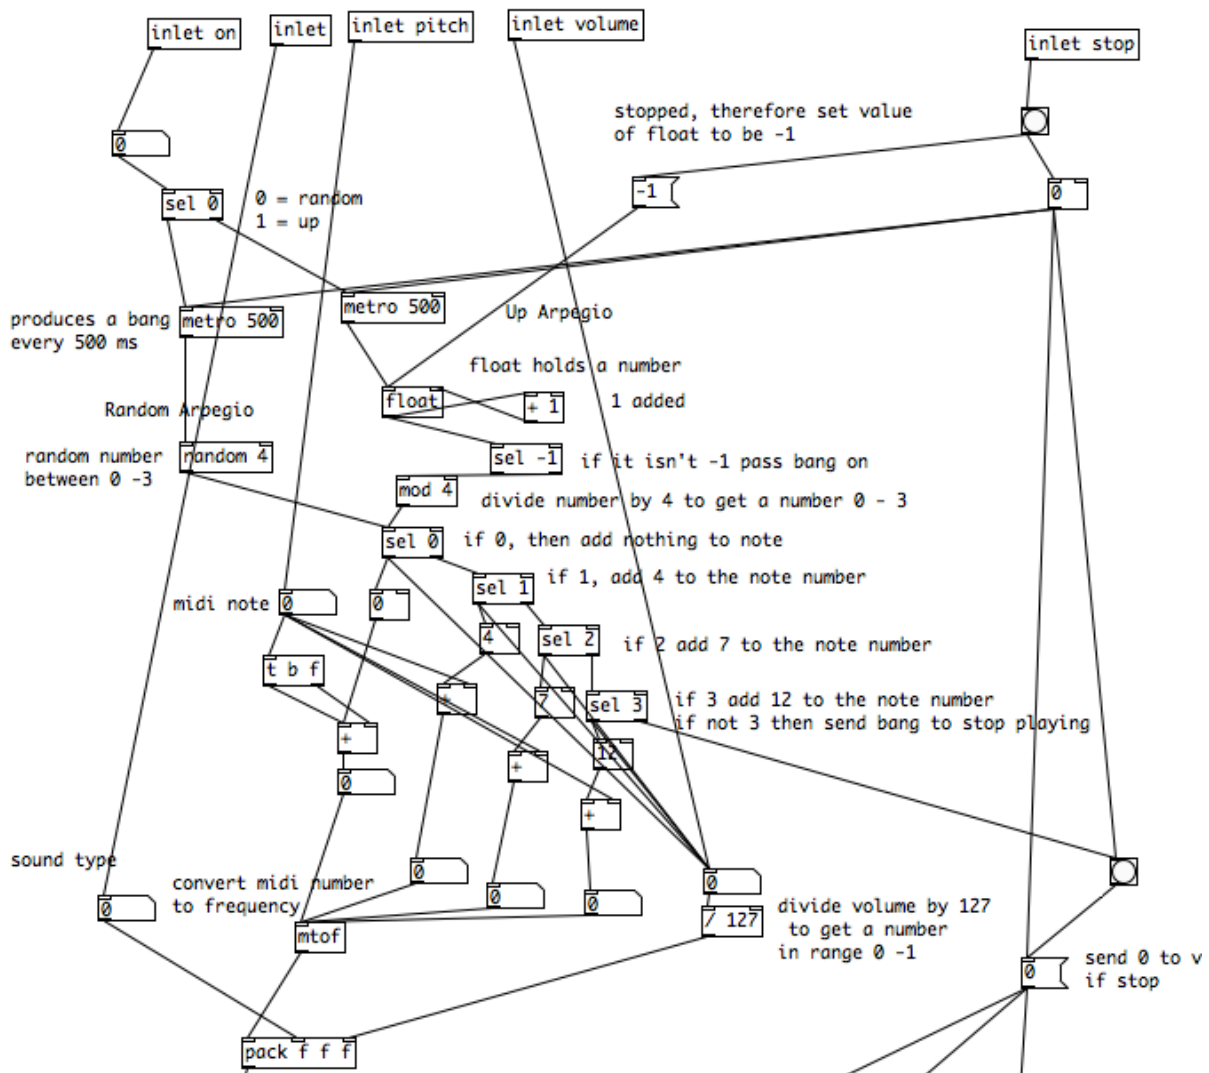 inlet on
inlet
inlet pitch
inlet volume
inlet stop
stopped, therefore set value
of float to be -1
0
-1
0
sel 0
0 = random
1 = up
metro 500
metro 500
produces a bang
every 500 ms
Up Arpegio
float holds a number
float
+ 1
1 added
Random Arpegio
random 4
random number
between 0 -3
sel -1
if it isn't -1 pass bang on
mod 4
divide number by 4 to get a number 0 - 3
sel 0
if 0, then add nothing to note
sel 1
if 1, add 4 to the note number
midi note
0
0
4
sel 2
if 2 add 7 to the note number
t b f
+
7
sel 3
if 3 add 12 to the note number
if not 3 then send bang to stop playing
+
12
+
0
+
sound type
0
0
0
0
0
convert midi number
to frequency
mtof
/ 127
divide volume by 127
to get a number
in range 0 -1
0
send 0 to v
if stop
pack f f f